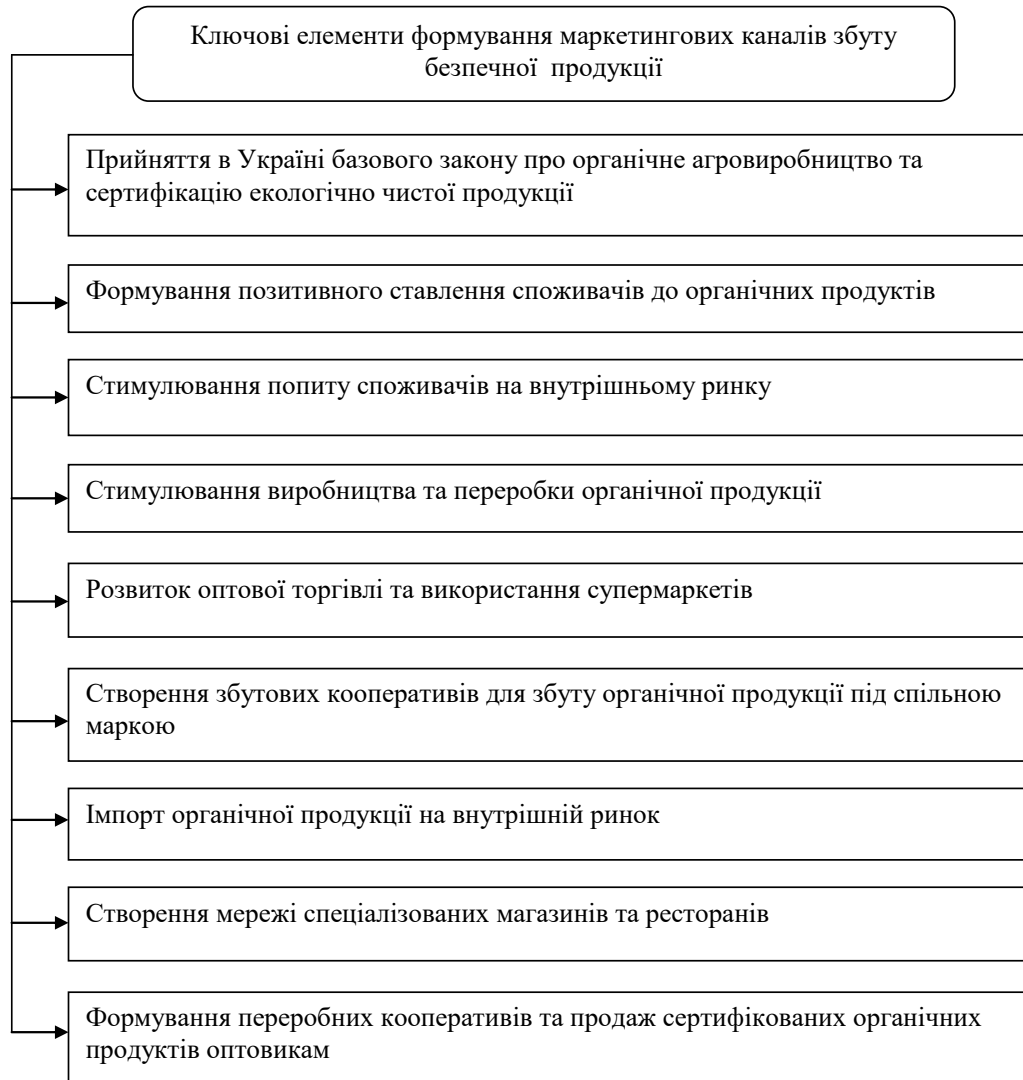 Ключові елементи формування маркетингових каналів збуту
безпечної продукції
Прийняття в Україні базового закону про органічне агровиробництво та
сертифікацію екологічно чистої продукції
Формування позитивного ставлення споживачів до органічних продуктів
Стимулювання попиту споживачів на внутрішньому ринку
Стимулювання виробництва та переробки органічної продукції
Розвиток оптової торгівлі та використання супермаркетів
Створення збутових кооперативів для збуту органічної продукції під спільною
маркою
Імпорт органічної продукції на внутрішній ринок
Створення мережі спеціалізованих магазинів та ресторанів
Формування переробних кооперативів та продаж сертифікованих органічних
продуктів оптовикам